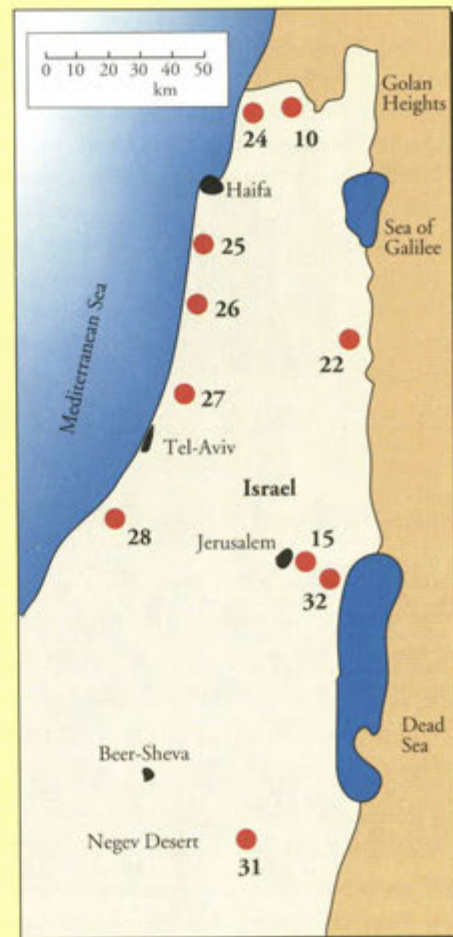 0 10 20 30 40 50
km
Golan
Heights
24
10
Haifa
Sea of
Galilee
25
26
Mediterranean Sea
22
27
Tel-Aviv
Israel
28
Jerusalem
15
32
Dead
Sea
Beer-Sheva
Negev Desert
31